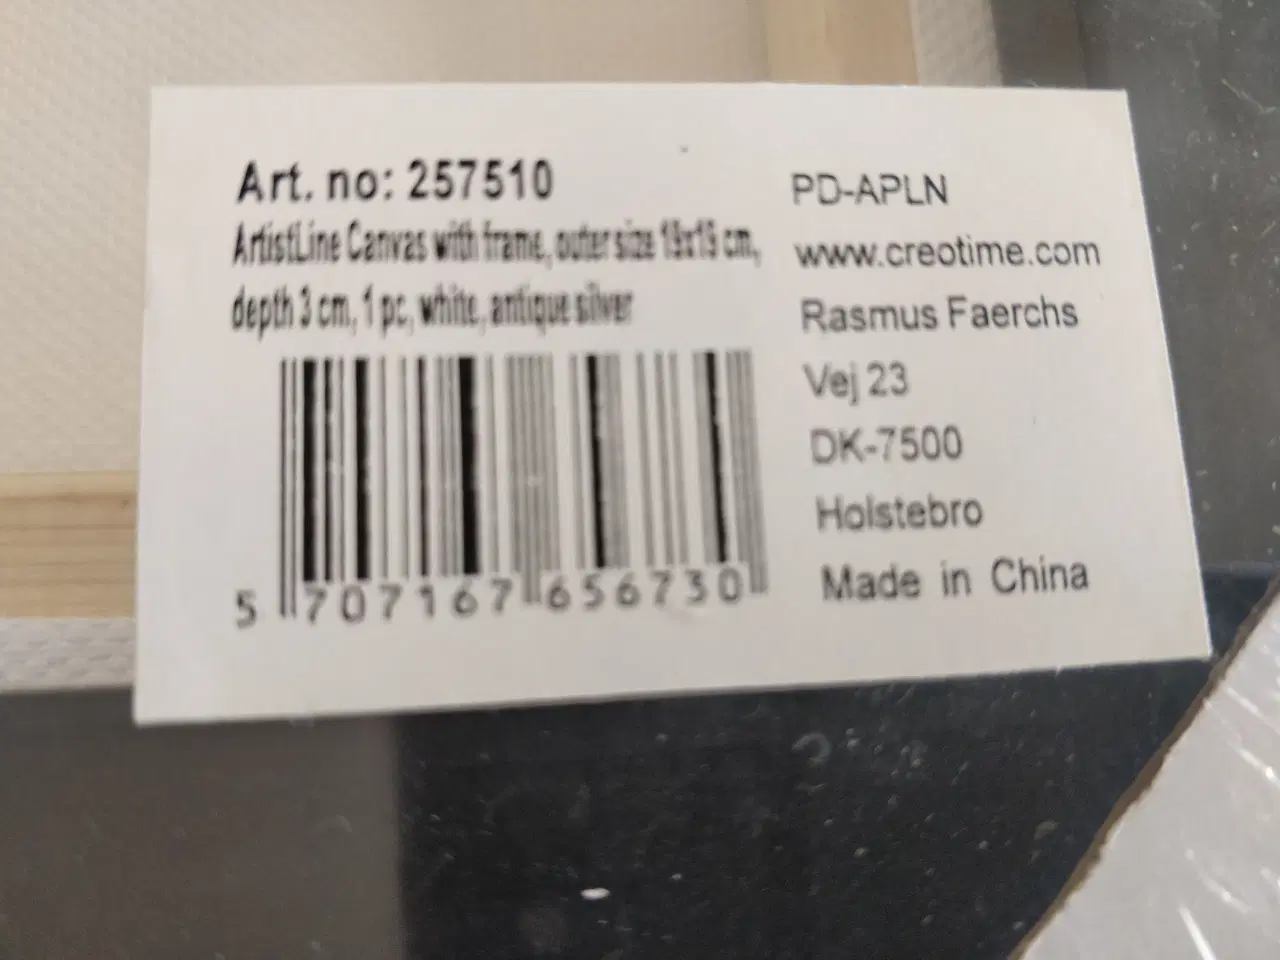 Art. no: 257510
ArtistLine Canvas with frame, outer size 19x19 cm,
depth 3 cm, 1 pc, white, antique silver
5 707167 656730
PD-APLN
www.creotime.com
Rasmus Faerchs
Vej 23
DK-7500
Holstebro
Made in China